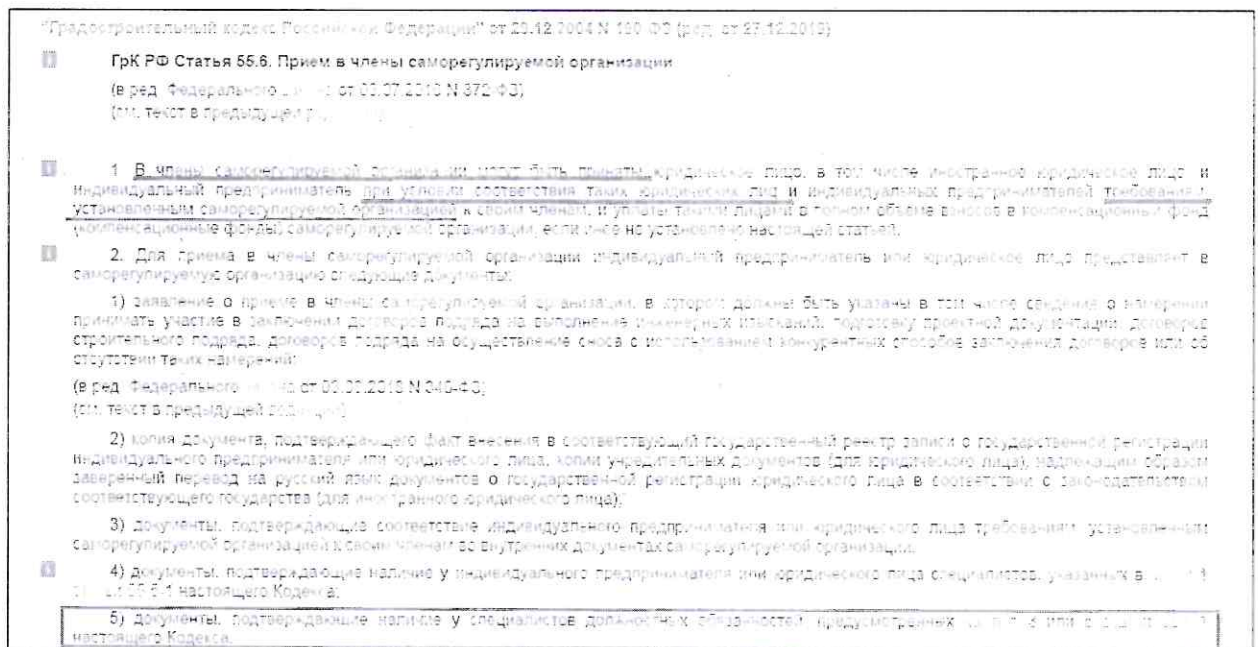 "Градостроительный кодекс Российской Федерации" от 29.12.2004 N 190-ФЗ (ред. от 27.12.2019)
ГрК РФ Статья 55.6. Прием в члены саморегулируемой организации
(в ред. Федерального от 03.07.2016 N 372-ФЗ)
(см. текст в предыдущей
1. В члены саморегулируемой организации могут быть приняты юридическое лицо, в том числе иностранное юридическое лицо, и
индивидуальный предприниматель при условии соответствия таких юридических лиц и индивидуальных предпринимателей требованиям,
установленным саморегулируемой организацией к своим членам, и уплаты такими лицами в полном объеме взносов в компенсационный фонд
(компенсационные фонды) саморегулируемой организации, если иное не установлено настоящей статьей.
2. Для приема в члены саморегулируемой организации индивидуальный предприниматель или юридическое лицо представляет в
саморегулируемую организацию следующие документы:
1) заявление о приеме в члены саморегулируемой организации, в котором должны быть указаны в том числе сведения о намерении
принимать участие в заключении договоров подряда на выполнение инженерных изысканий, подготовку проектной документации, договоров
строительного подряда, договоров подряда на осуществление сноса с использованием конкурентных способов заключения договоров или об
отсутствии таких намерений;
(в ред. Федерального от 03.08.2018 N 340-ФЗ)
(см. текст в предыдущей
2) копия документа, подтверждающего факт внесения в соответствующий государственный реестр записи о государственной регистрации
индивидуального предпринимателя или юридического лица, копии учредительных документов (для юридического лица), надлежащим образом
заверенный перевод на русский язык документов о государственной регистрации юридического лица в соответствии с законодательством
соответствующего государства (для иностранного юридического лица);
3) документы, подтверждающие соответствие индивидуального предпринимателя или юридического лица требованиям, установленным
саморегулируемой организацией к своим членам во внутренних документах саморегулируемой организации;
4) документы, подтверждающие наличие у индивидуального предпринимателя или юридического лица специалистов, указанных в 1
настоящего Кодекса;
5) документы, подтверждающие наличие у специалистов должностных обязанностей, предусмотренных или
настоящего Кодекса.